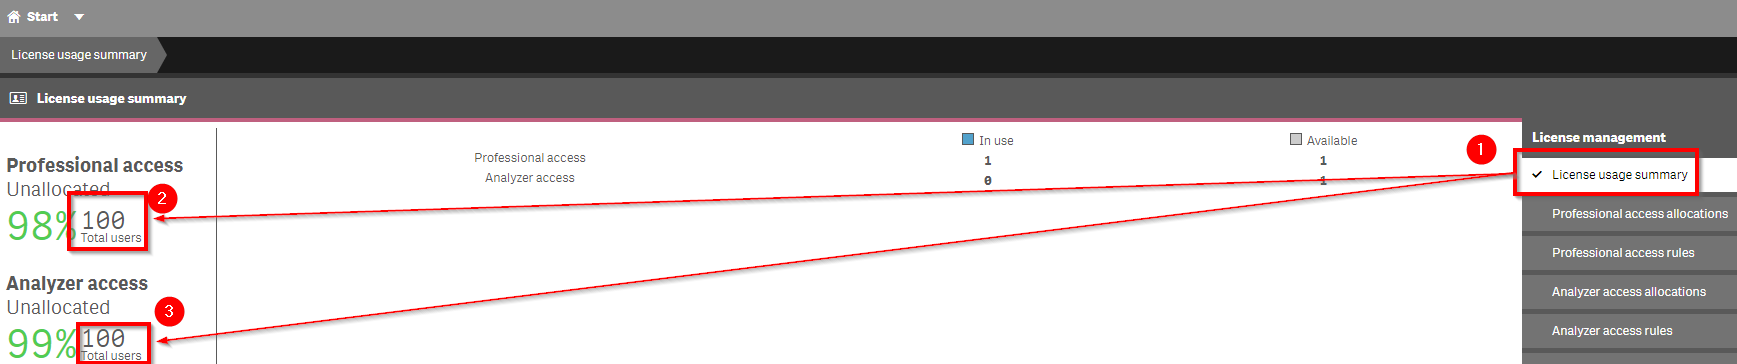 Start
License usage summary
License usage summary
Professional access
Unallocated
98% 100
Total users
Analyzer access
Unallocated
99% 100
Total users
In use Available
Professional access 1 1
Analyzer access 0 1
1
2
3
License management
License usage summary
Professional access allocations
Professional access rules
Analyzer access allocations
Analyzer access rules